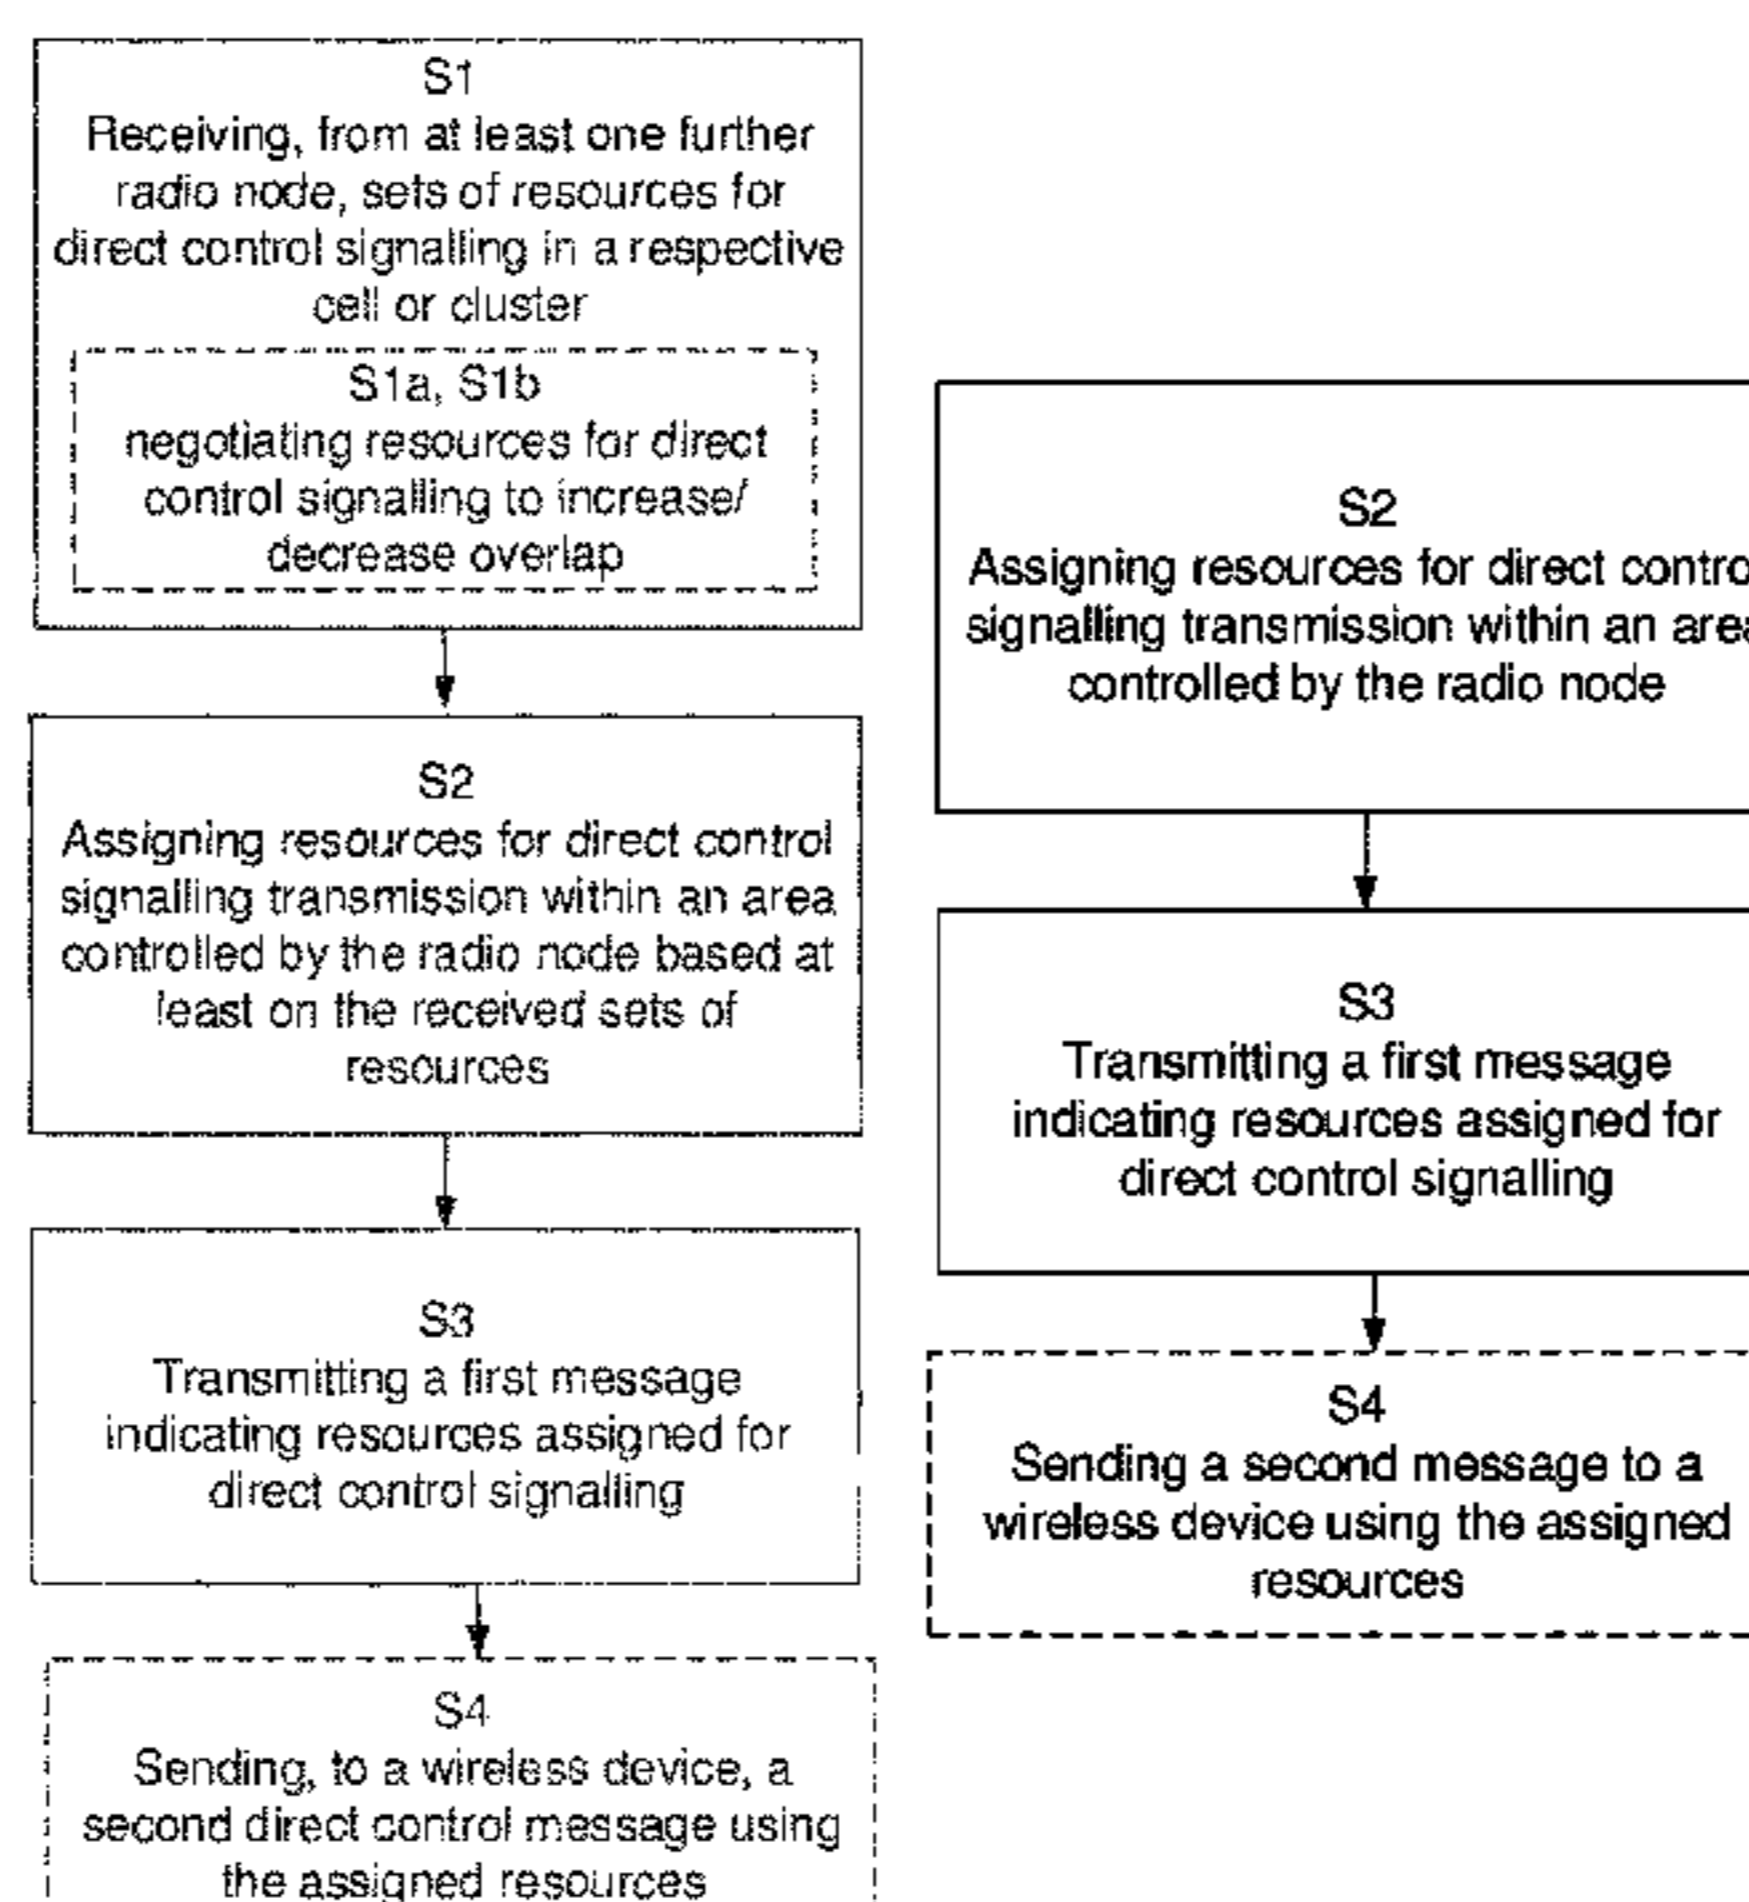 S1
Receiving, from at least one further
radio node, sets of resources for
direct control signalling in a respective
cell or cluster
S1a, S1b
negotiating resources for direct
control signalling to increase/
decrease overlap
S2
Assigning resources for direct control
signalling transmission within an area
controlled by the radio node based at
least on the received sets of
resources
S3
Transmitting a first message
indicating resources assigned for
direct control signalling
S4
Sending, to a wireless device, a
second direct control message using
the assigned resources
S2
Assigning resources for direct contro
signalling transmission within an area
controlled by the radio node
S3
Transmitting a first message
indicating resources assigned for
direct control signalling
S4
Sending a second message to a
wireless device using the assigned
resources